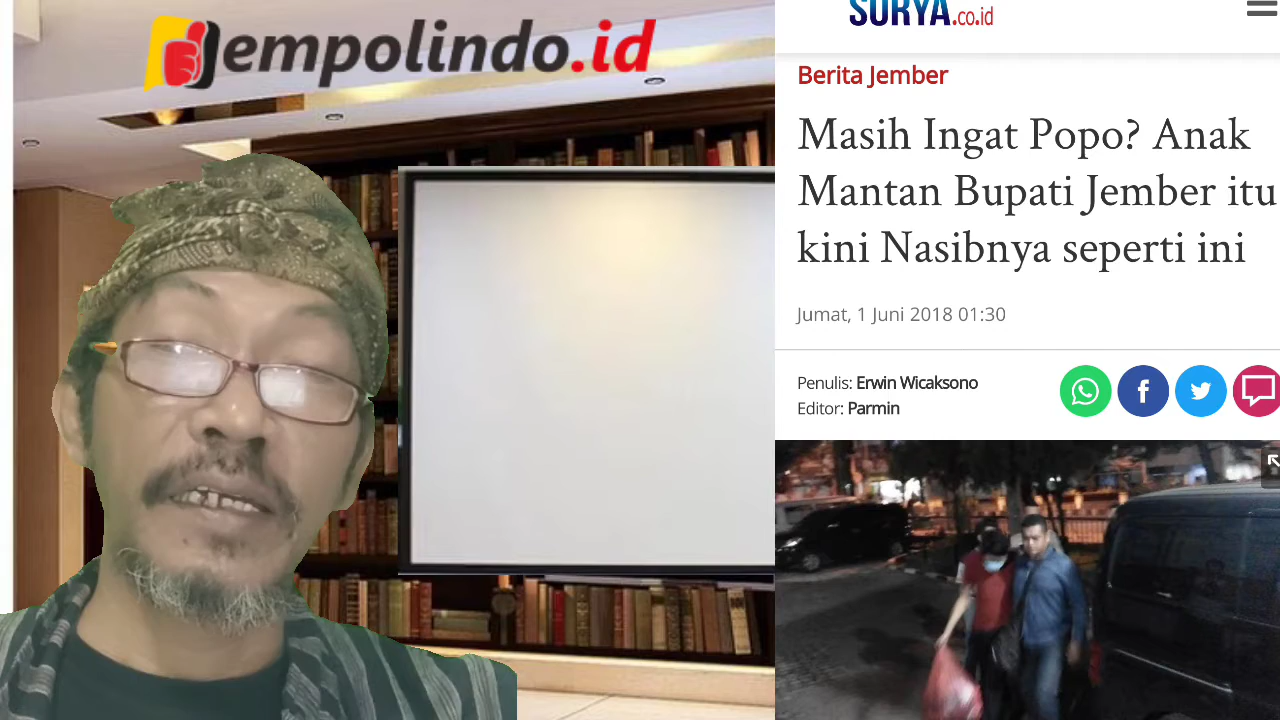 Jempolindo.id
SURYA.co.id
Berita Jember
Masih Ingat Popo? Anak
Mantan Bupati Jember itu
kini Nasibnya seperti ini
Jumat, 1 Juni 2018 01:30
Penulis: Erwin Wicaksono
Editor: Parmin